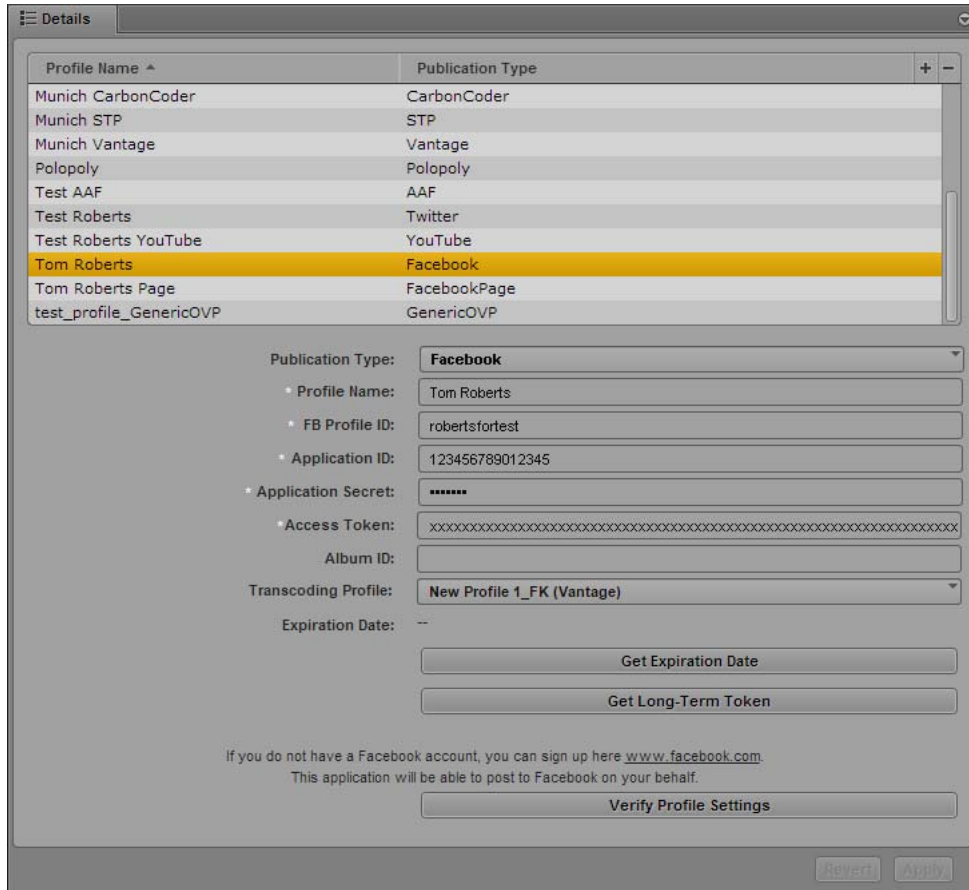 Details
Profile Name Publication Type + −
Munich CarbonCoder CarbonCoder
Munich STP STP
Munich Vantage Vantage
Polopoly Polopoly
Test AAF AAF
Test Roberts Twitter
Test Roberts YouTube YouTube
Tom Roberts Facebook
Tom Roberts Page FacebookPage
test_profile_GenericOVP GenericOVP
Publication Type: Facebook
* Profile Name: Tom Roberts
* FB Profile ID: robertsfortest
* Application ID: 123456789012345
* Application Secret: •••••••
* Access Token: xxxxxxxxxxxxxxxxxxxxxxxxxxxxxxxxxxxxxxxxxxxxxxxxxxxxxxxxxxxxxxxxxx
Album ID:
Transcoding Profile: New Profile 1_FK (Vantage)
Expiration Date: --
Get Expiration Date
Get Long-Term Token
If you do not have a Facebook account, you can sign up here www.facebook.com.
This application will be able to post to Facebook on your behalf.
Verify Profile Settings
Revert Apply